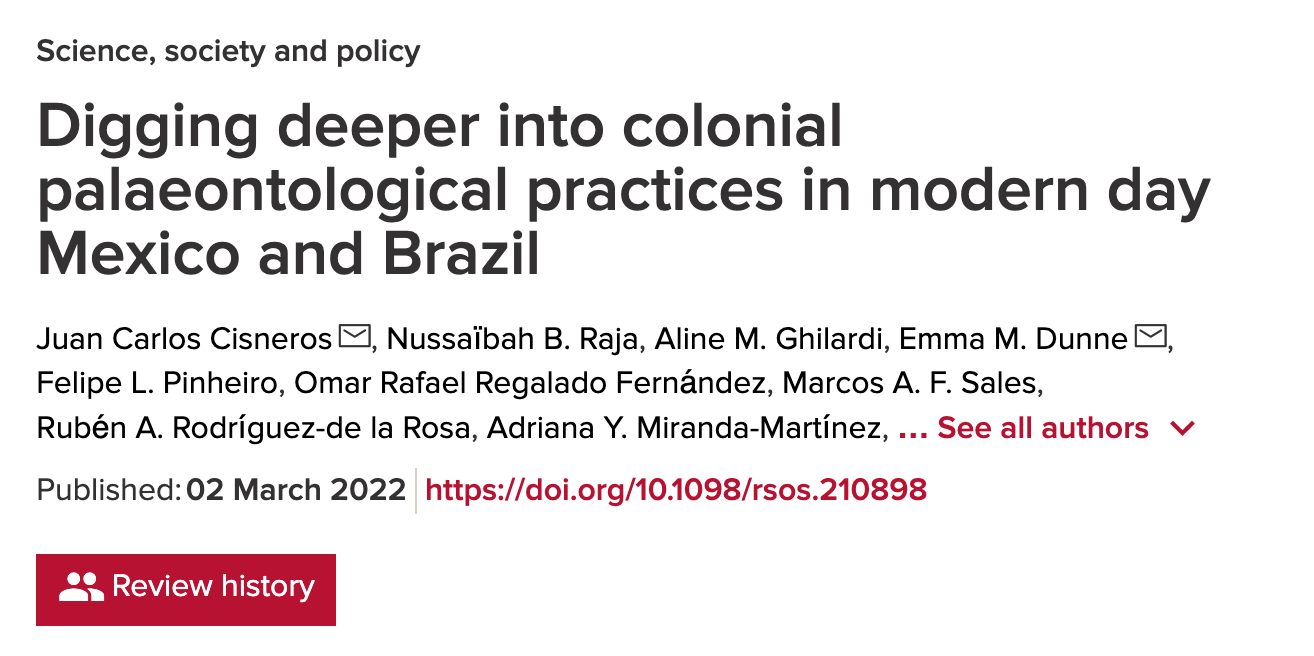 Science, society and policy
Digging deeper into colonial
palaeontological practices in modern day
Mexico and Brazil
Juan Carlos Cisneros, Nussaïbah B. Raja, Aline M. Ghilardi, Emma M. Dunne,
Felipe L. Pinheiro, Omar Rafael Regalado Fernández, Marcos A. F. Sales,
Rubén A. Rodríguez-de la Rosa, Adriana Y. Miranda-Martínez, ... See all authors
Published: 02 March 2022 https://doi.org/10.1098/rsos.210898
Review history